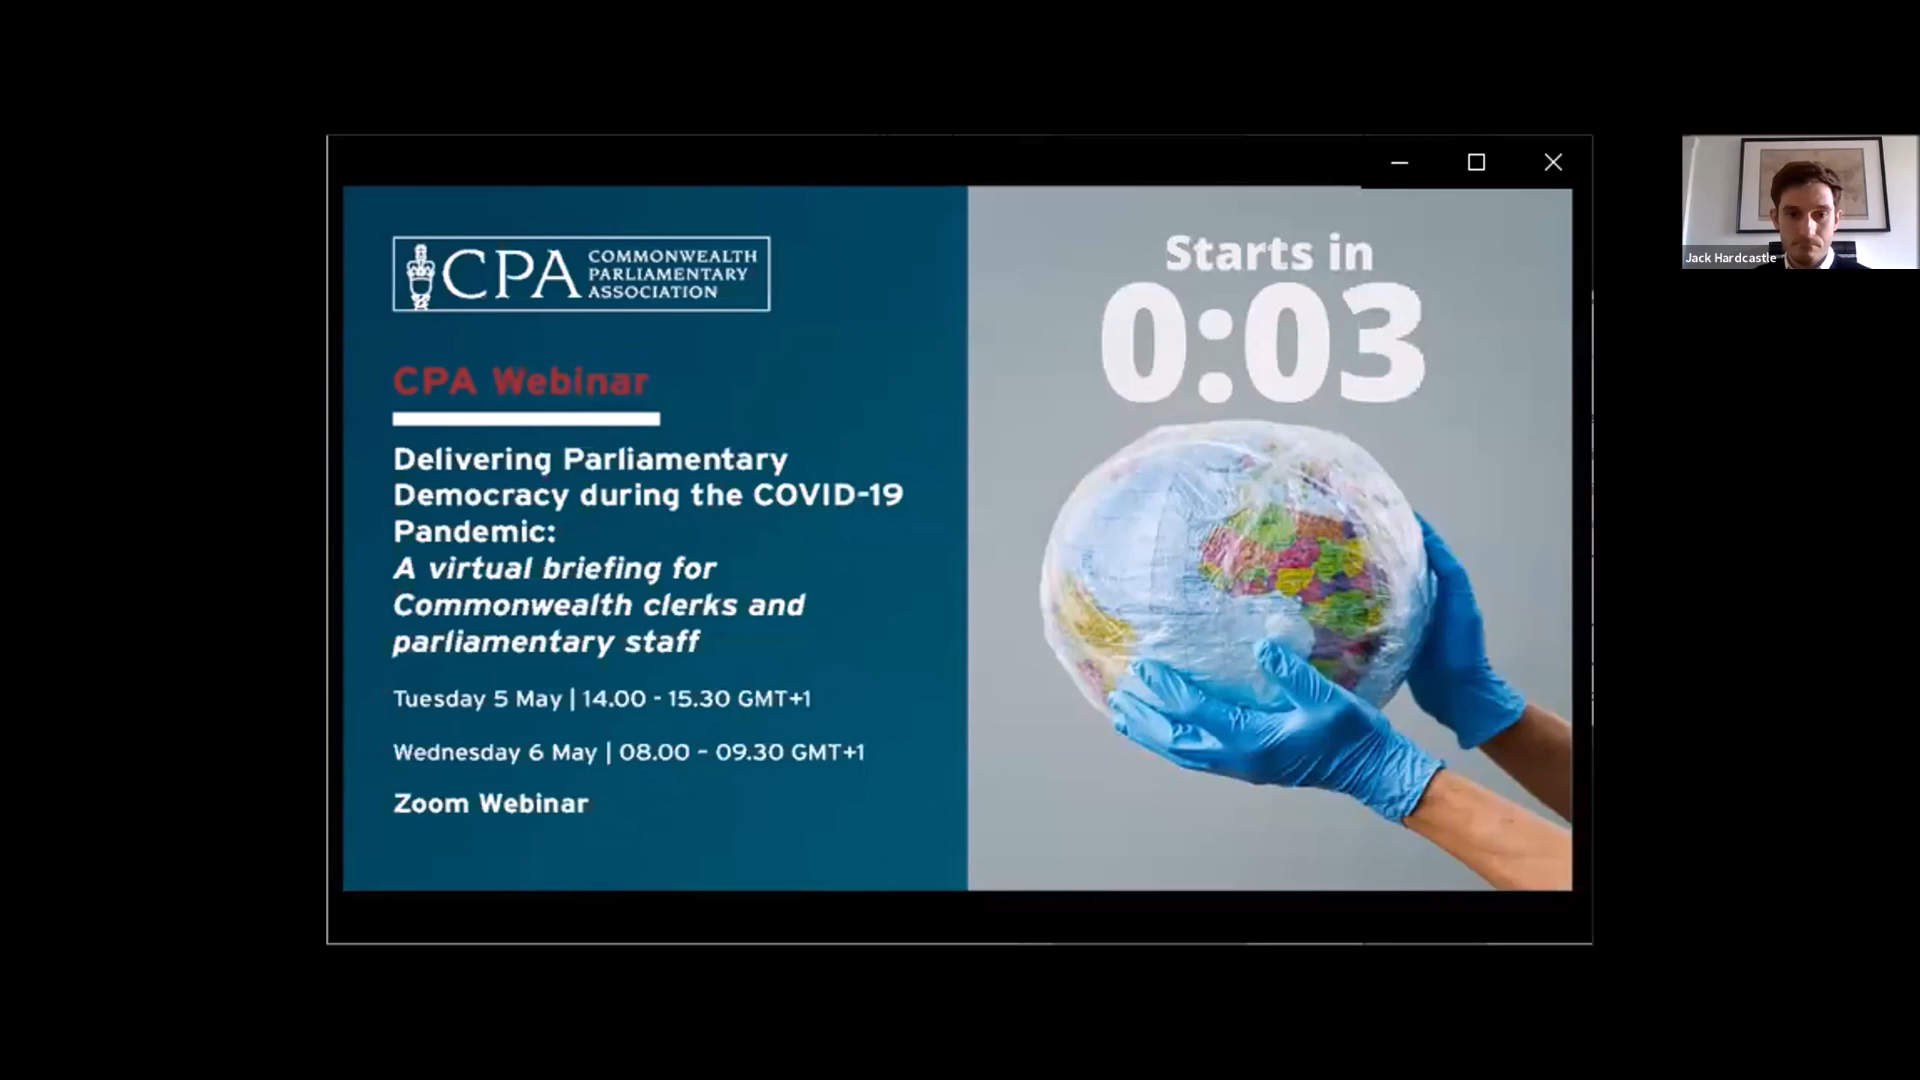 CPA
COMMONWEALTH
PARLIAMENTARY
ASSOCIATION
CPA Webinar
Delivering Parliamentary
Democracy during the COVID-19
Pandemic:
A virtual briefing for
Commonwealth clerks and
parliamentary staff
Tuesday 5 May | 14.00 - 15.30 GMT+1
Wednesday 6 May | 08.00 – 09.30 GMT+1
Zoom Webinar
Starts in
0:03
Jack Hardcastle